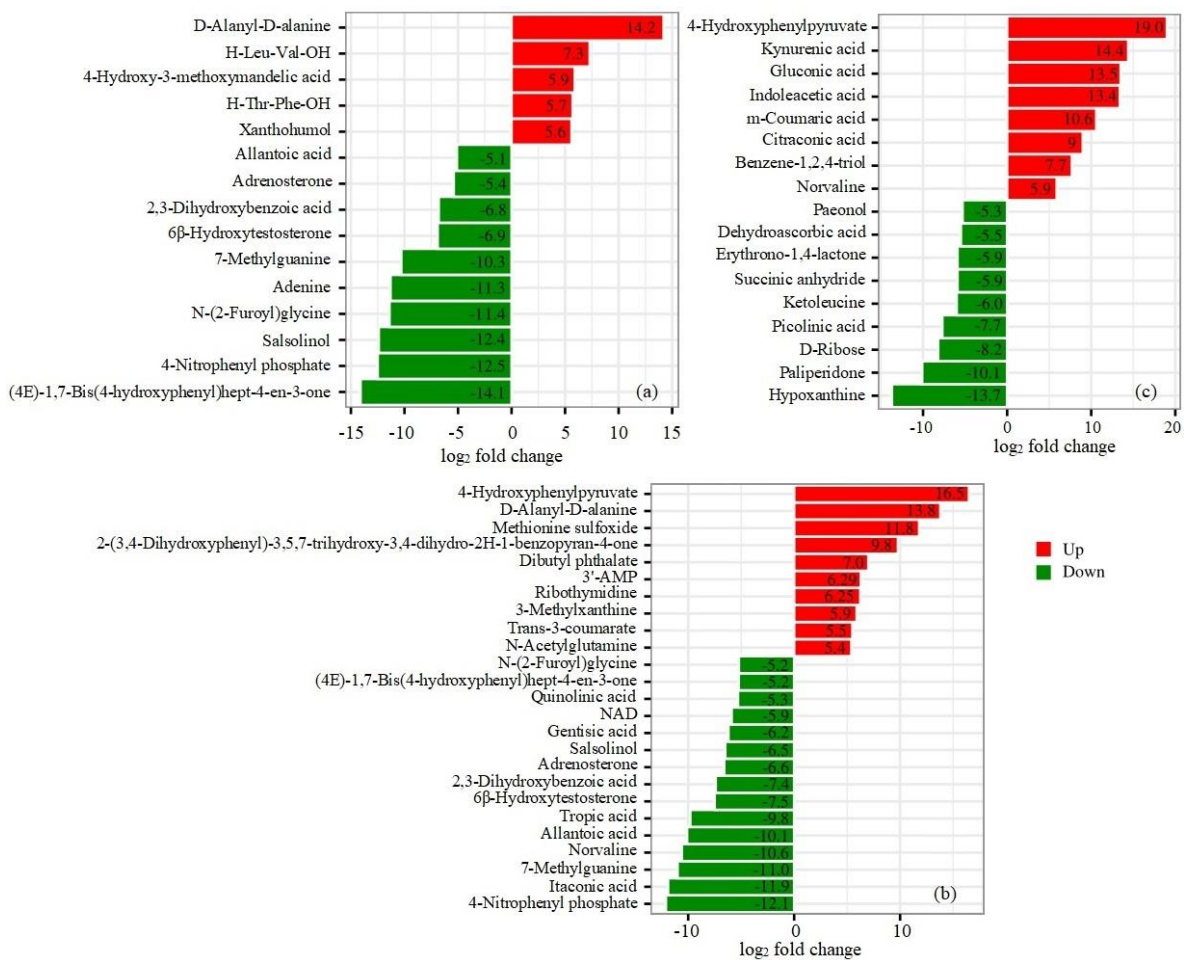 D-Alanyl-D-alanine 14.2
H-Leu-Val-OH 7.3
4-Hydroxy-3-methoxymandelic acid 5.9
H-Thr-Phe-OH 5.7
Xanthohumol 5.6
Allantoic acid -5.1
Adrenosterone -5.4
2,3-Dihydroxybenzoic acid -6.8
6β-Hydroxytestosterone -6.9
7-Methylguanine -10.3
Adenine -11.3
N-(2-Furoyl)glycine -11.4
Salsolinol -12.4
4-Nitrophenyl phosphate -12.5
(4E)-1,7-Bis(4-hydroxyphenyl)hept-4-en-3-one -14.1
(a)
-15 -10 -5 0 5 10 15
log₂ fold change
4-Hydroxyphenylpyruvate 19.0
Kynurenic acid 14.4
Gluconic acid 13.5
Indoleacetic acid 13.4
m-Coumaric acid 10.6
Citraconic acid 9
Benzene-1,2,4-triol 7.7
Norvaline 5.9
Paeonol -5.3
Dehydroascorbic acid -5.5
Erythrono-1,4-lactone -5.9
Succinic anhydride -5.9
Ketoleucine -6.0
Picolinic acid -7.7
D-Ribose -8.2
Paliperidone -10.1
Hypoxanthine -13.7
(c)
-10 0 10 20
log₂ fold change
4-Hydroxyphenylpyruvate 16.5
D-Alanyl-D-alanine 13.8
Methionine sulfoxide 11.8
2-(3,4-Dihydroxyphenyl)-3,5,7-trihydroxy-3,4-dihydro-2H-1-benzopyran-4-one 9.8
Dibutyl phthalate 7.0
3'-AMP 6.29
Ribothymidine 6.25
3-Methylxanthine 5.9
Trans-3-coumarate 5.5
N-Acetylglutamine 5.4
N-(2-Furoyl)glycine -5.2
(4E)-1,7-Bis(4-hydroxyphenyl)hept-4-en-3-one -5.2
Quinolinic acid -5.3
NAD -5.9
Gentisic acid -6.2
Salsolinol -6.5
Adrenosterone -6.6
2,3-Dihydroxybenzoic acid -7.4
6β-Hydroxytestosterone -7.5
Tropic acid -9.8
Allantoic acid -10.1
Norvaline -10.6
7-Methylguanine -11.0
Itaconic acid -11.9
4-Nitrophenyl phosphate -12.1
(b)
-10 0 10
log₂ fold change
Up
Down